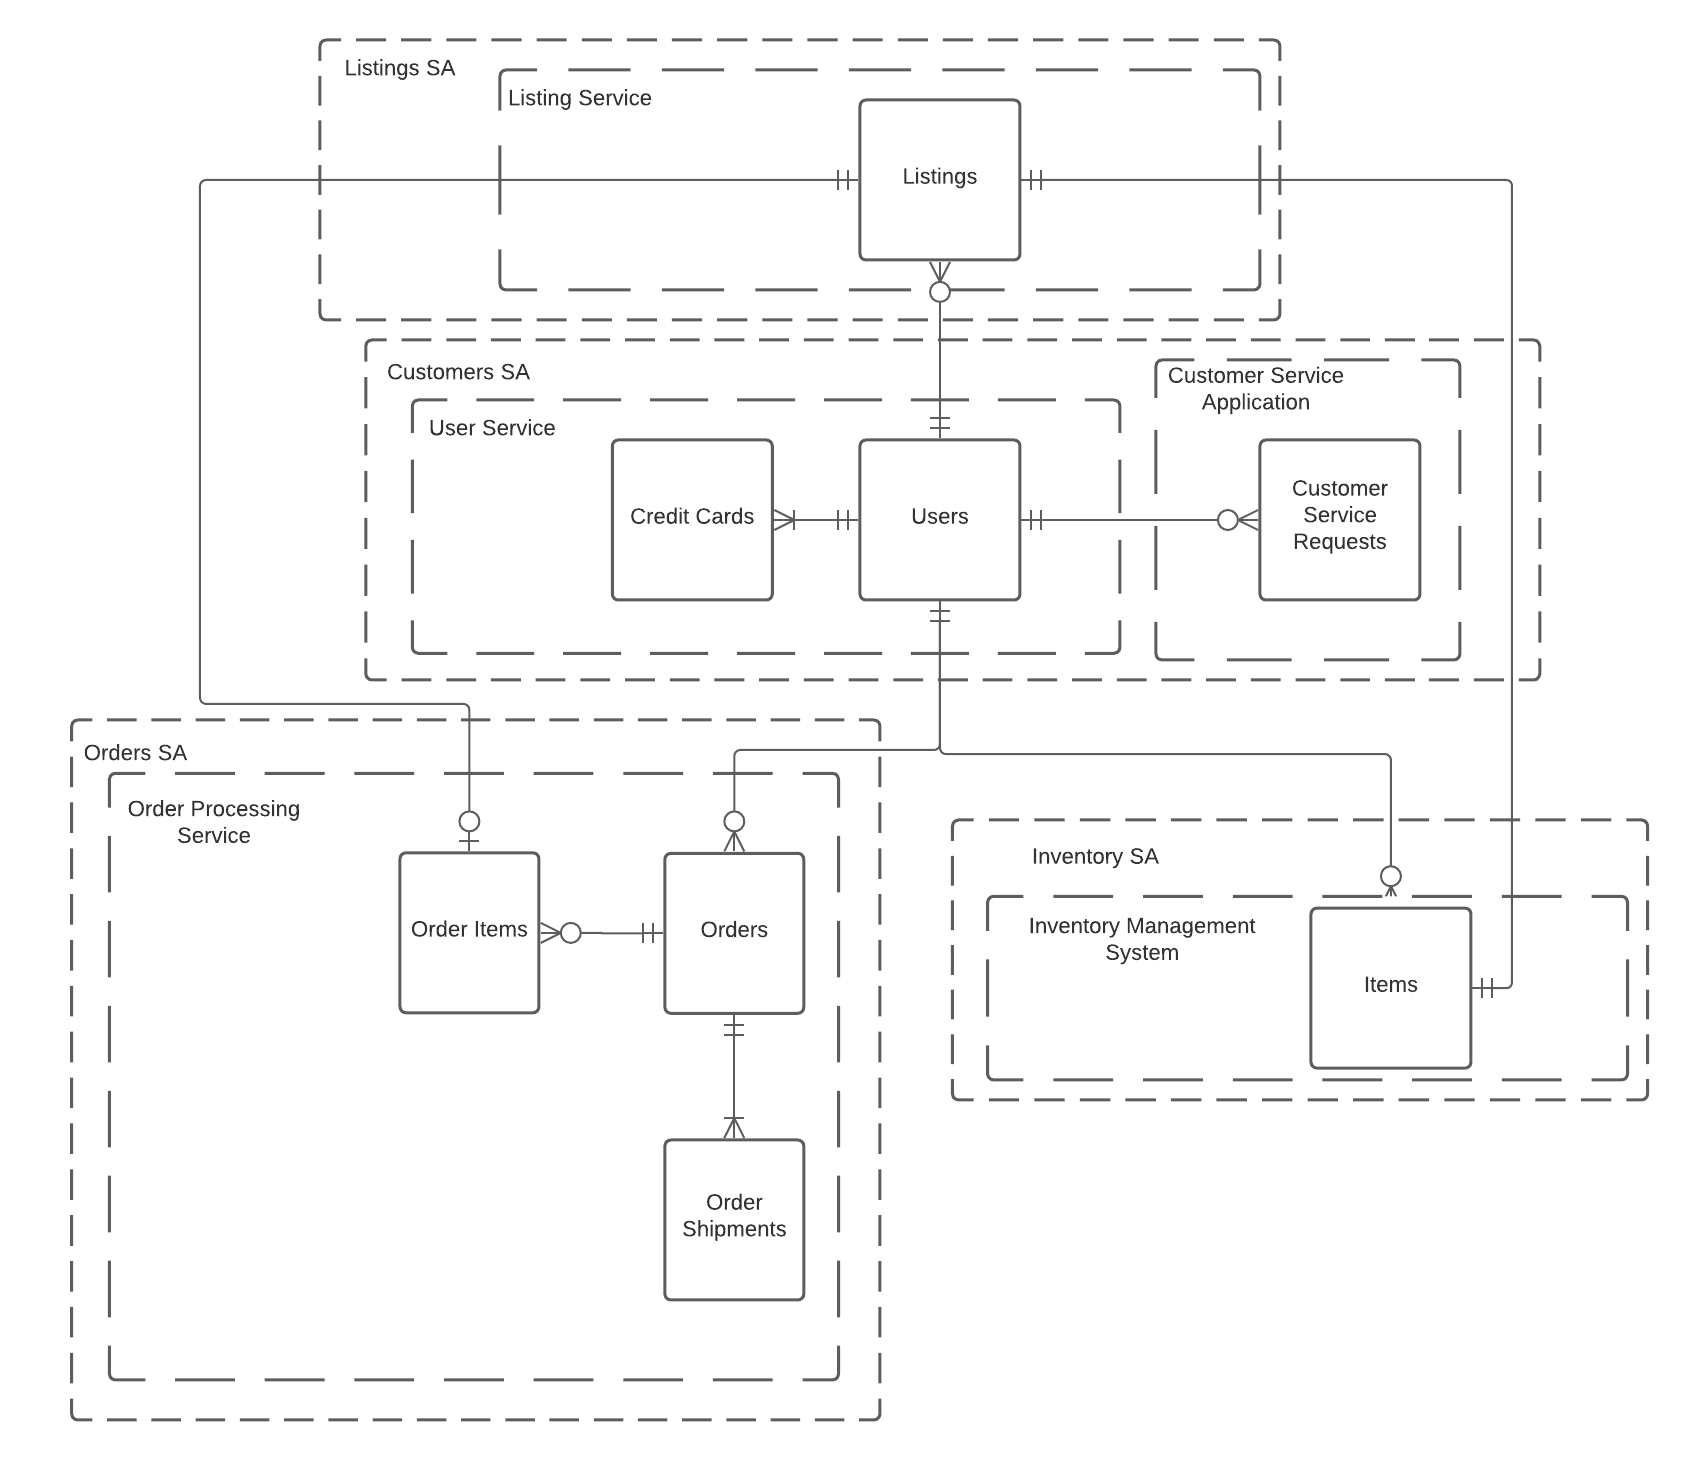 Listings SA
Listing Service
Listings
Customers SA
User Service
Credit Cards
Users
Customer Service
Application
Customer
Service
Requests
Orders SA
Order Processing
Service
Order Items
Orders
Order
Shipments
Inventory SA
Inventory Management
System
Items